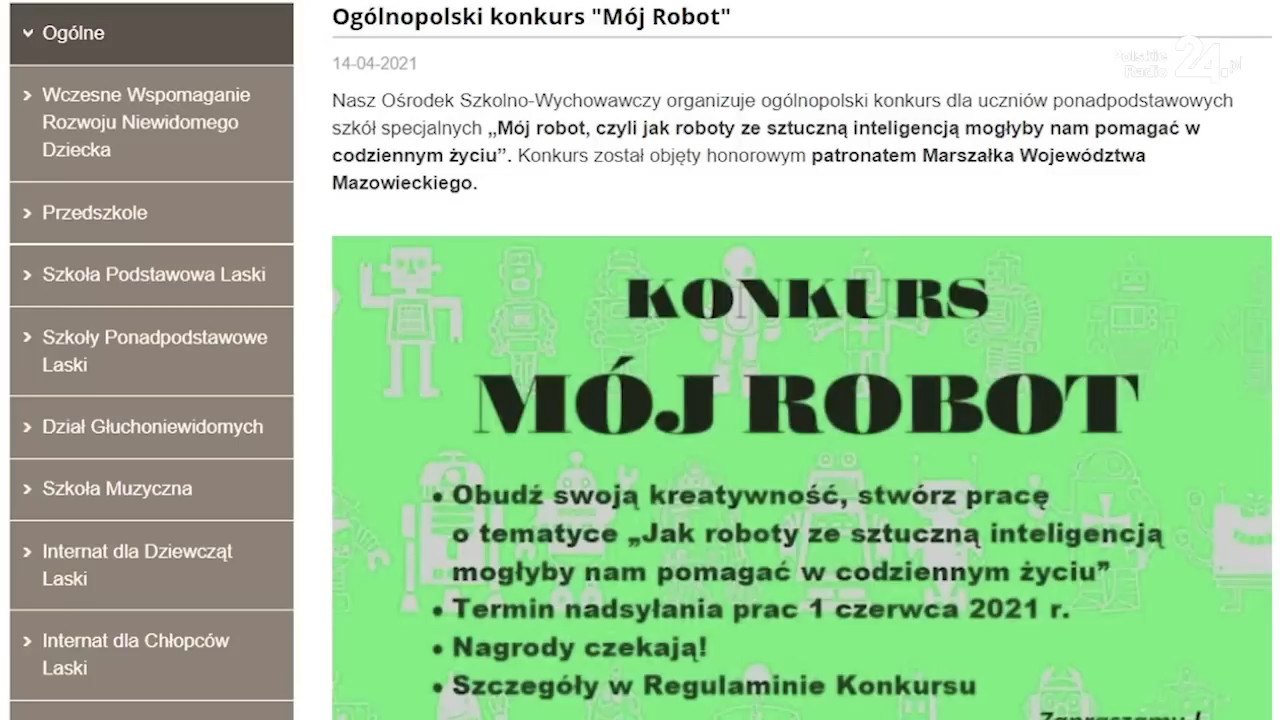 Ogólne
Wczesne Wspomaganie
Rozwoju Niewidomego
Dziecka
Przedszkole
Szkoła Podstawowa Laski
Szkoły Ponadpodstawowe
Laski
Dział Głuchoniewidomych
Szkoła Muzyczna
Internat dla Dziewcząt
Laski
Internat dla Chłopców
Laski
Ogólnopolski konkurs "Mój Robot"
14-04-2021
Polskie
Radio 24.pl
Nasz Ośrodek Szkolno-Wychowawczy organizuje ogólnopolski konkurs dla uczniów ponadpodstawowych
szkół specjalnych „Mój robot, czyli jak roboty ze sztuczną inteligencją mogłyby nam pomagać w
codziennym życiu”. Konkurs został objęty honorowym patronatem Marszałka Województwa
Mazowieckiego.
KONKURS
MÓJ ROBOT
• Obudź swoją kreatywność, stwórz pracę
o tematyce „Jak roboty ze sztuczną inteligencją
mogłyby nam pomagać w codziennym życiu”
• Termin nadsyłania prac 1 czerwca 2021 r.
• Nagrody czekają!
• Szczegóły w Regulaminie Konkursu
Zapraszamy !